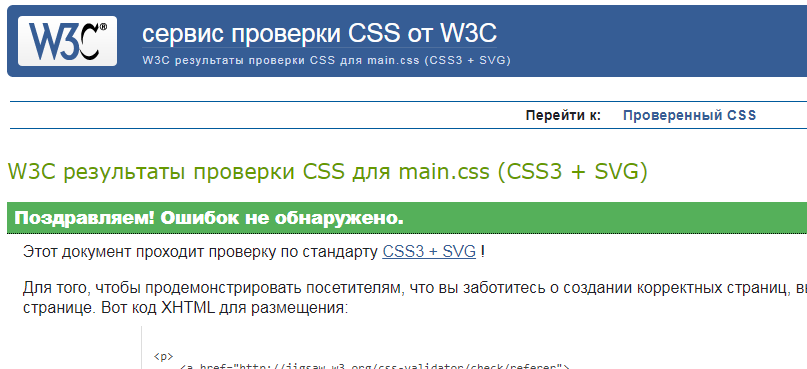 W3C®
сервис проверки CSS от W3C
W3C результаты проверки CSS для main.css (CSS3 + SVG)
Перейти к: Проверенный CSS
W3C результаты проверки CSS для main.css (CSS3 + SVG)
Поздравляем! Ошибок не обнаружено.
Этот документ проходит проверку по стандарту CSS3 + SVG !
Для того, чтобы продемонстрировать посетителям, что вы заботитесь о создании корректных страниц,
странице. Вот код XHTML для размещения:
<p>
<a href="http://jigsaw.w3.org/css-validator/check/referer">